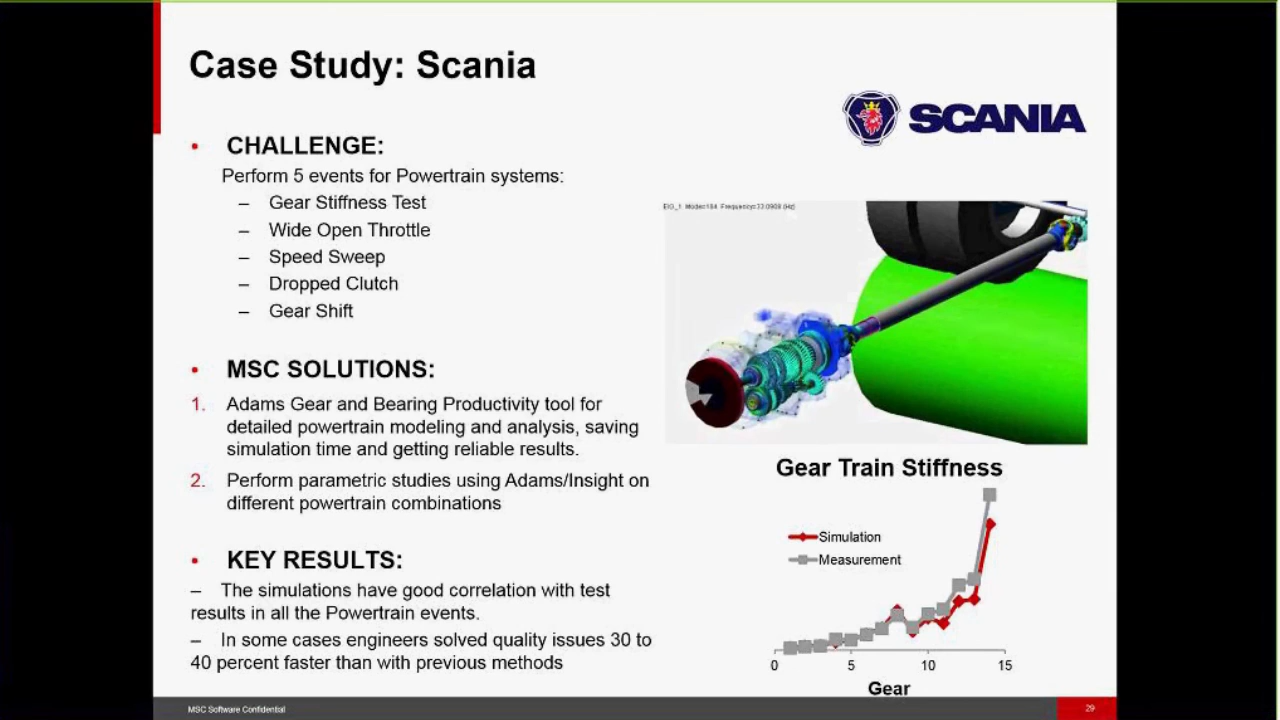 Case Study: Scania
SCANIA
• CHALLENGE:
Perform 5 events for Powertrain systems:
– Gear Stiffness Test
– Wide Open Throttle
– Speed Sweep
– Dropped Clutch
– Gear Shift
• MSC SOLUTIONS:
1. Adams Gear and Bearing Productivity tool for
detailed powertrain modeling and analysis, saving
simulation time and getting reliable results.
2. Perform parametric studies using Adams/Insight on
different powertrain combinations
• KEY RESULTS:
– The simulations have good correlation with test
results in all the Powertrain events.
– In some cases engineers solved quality issues 30 to
40 percent faster than with previous methods
Gear Train Stiffness
Simulation
Measurement
0 5 10 15
Gear
MSC Software Confidential
29